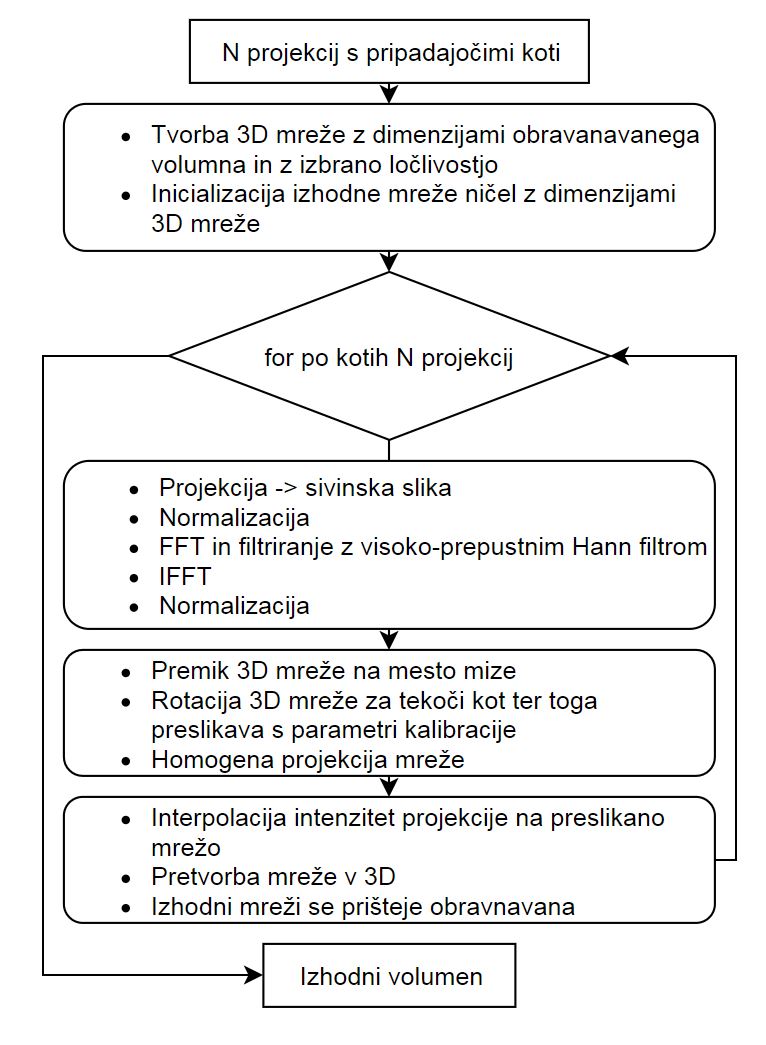 N projekcij s pripadajočimi koti
• Tvorba 3D mreže z dimenzijami obravanavanega
volumna in z izbrano ločlivostjo
• Inicializacija izhodne mreže ničel z dimenzijami
3D mreže
for po kotih N projekcij
• Projekcija -> sivinska slika
• Normalizacija
• FFT in filtriranje z visoko-prepustnim Hann filtrom
• IFFT
• Normalizacija
• Premik 3D mreže na mesto mize
• Rotacija 3D mreže za tekoči kot ter toga
preslikava s parametri kalibracije
• Homogena projekcija mreže
• Interpolacija intenzitet projekcije na preslikano
mrežo
• Pretvorba mreže v 3D
• Izhodni mreži se prišteje obravnavana
Izhodni volumen